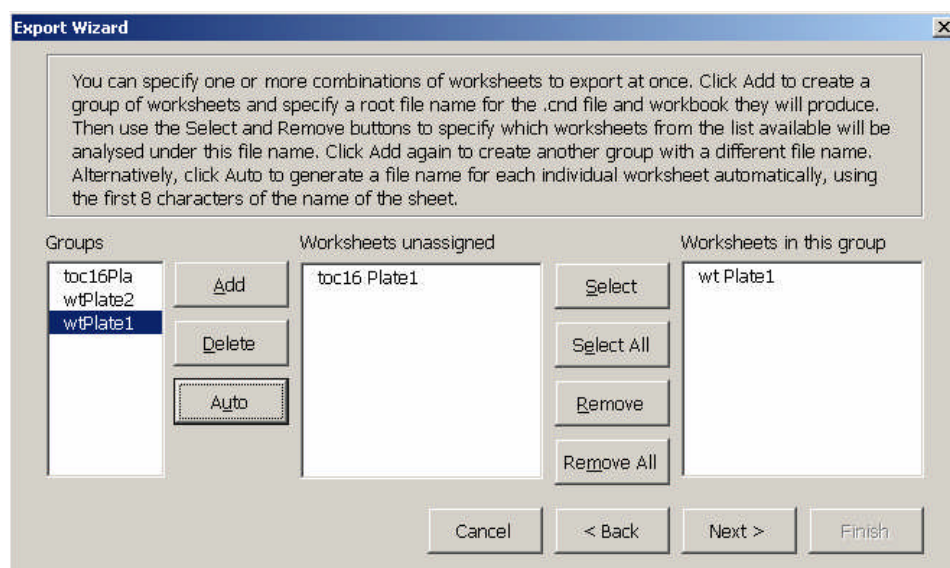 Export Wizard
You can specify one or more combinations of worksheets to export at once. Click Add to create a
group of worksheets and specify a root file name for the .cnd file and workbook they will produce.
Then use the Select and Remove buttons to specify which worksheets from the list available will be
analysed under this file name. Click Add again to create another group with a different file name.
Alternatively, click Auto to generate a file name for each individual worksheet automatically, using
the first 8 characters of the name of the sheet.
Groups
toc16Pla
wtPlate2
wtPlate1
Add
Delete
Auto
Worksheets unassigned
toc16 Plate1
Select
Select All
Remove
Remove All
Worksheets in this group
wt Plate1
Cancel
< Back
Next >
Finish